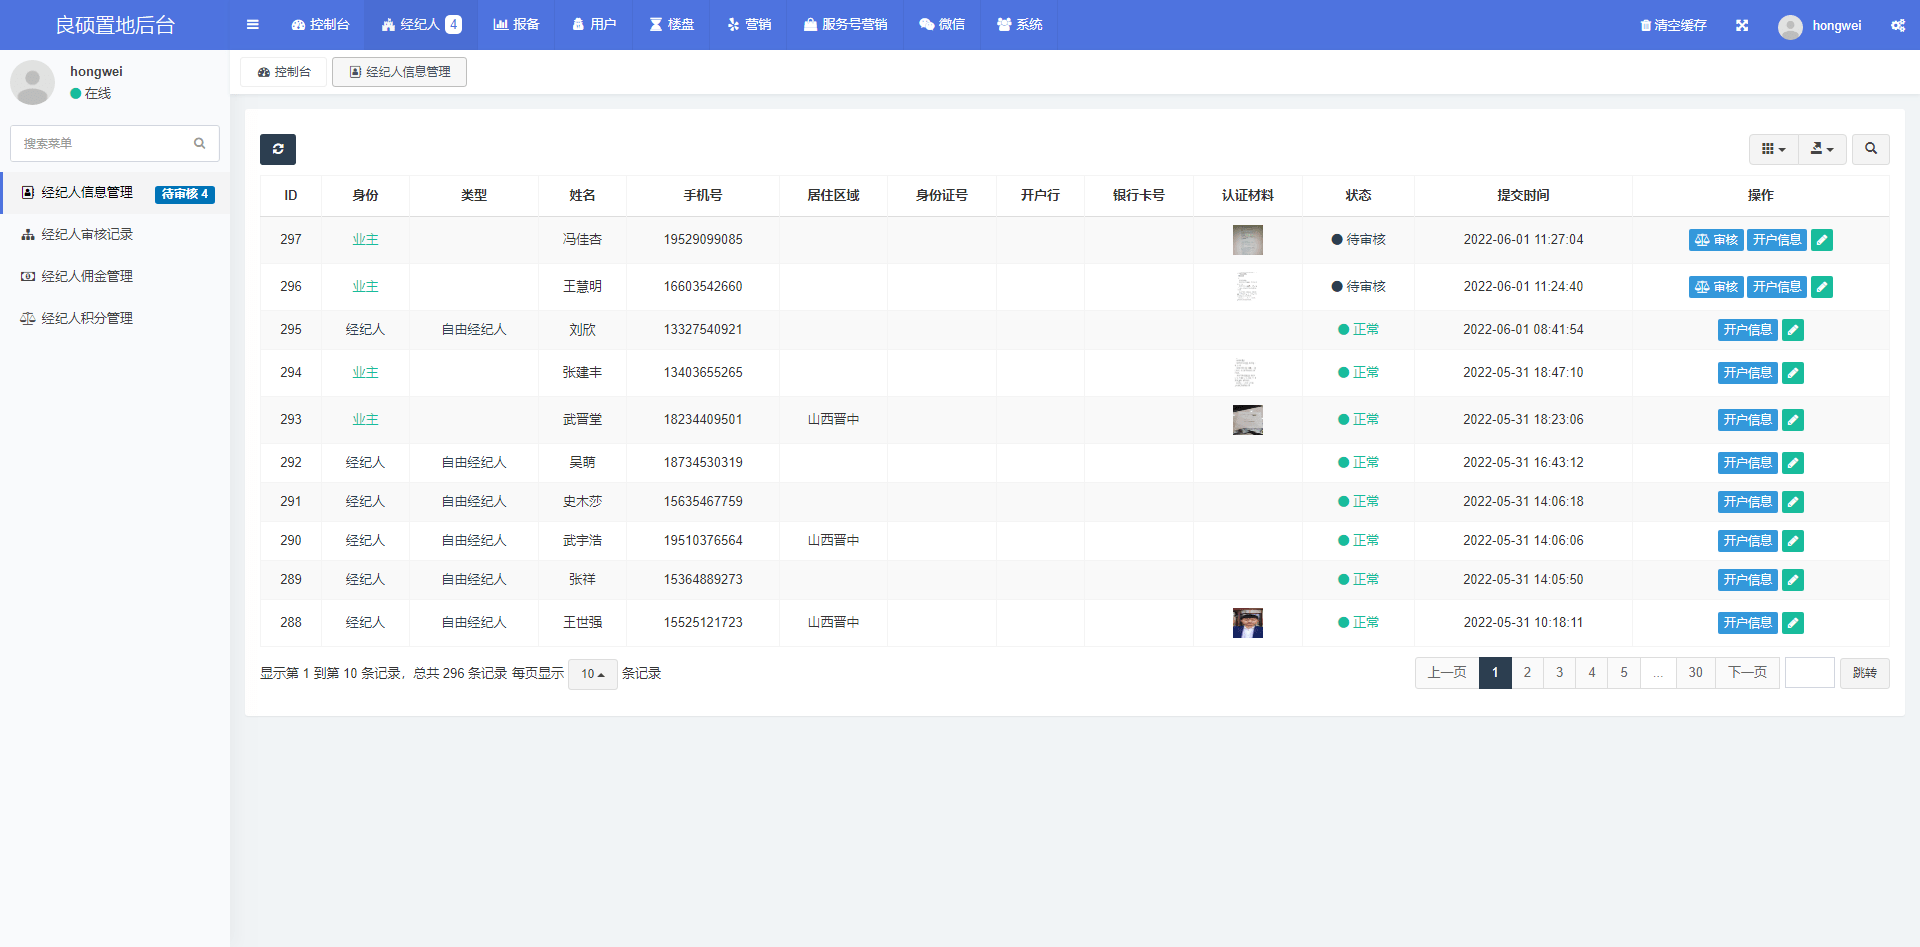 良硕置地后台
控制台 经纪人 4 报备 用户 楼盘 营销 服务号营销 微信 系统 清空缓存 hongwei
hongwei
在线
搜索菜单
经纪人信息管理 待审核 4
经纪人审核记录
经纪人佣金管理
经纪人积分管理
控制台 经纪人信息管理
ID 身份 类型 姓名 手机号 居住区域 身份证号 开户行 银行卡号 认证材料 状态 提交时间 操作
297 业主 冯佳杏 19529099085 待审核 2022-06-01 11:27:04 审核 开户信息
296 业主 王慧明 16603542660 待审核 2022-06-01 11:24:40 审核 开户信息
295 经纪人 自由经纪人 刘欣 13327540921 正常 2022-06-01 08:41:54 开户信息
294 业主 张建丰 13403655265 正常 2022-05-31 18:47:10 开户信息
293 业主 武晋堂 18234409501 山西晋中 正常 2022-05-31 18:23:06 开户信息
292 经纪人 自由经纪人 吴萌 18734530319 正常 2022-05-31 16:43:12 开户信息
291 经纪人 自由经纪人 史木莎 15635467759 正常 2022-05-31 14:06:18 开户信息
290 经纪人 自由经纪人 武宇浩 19510376564 山西晋中 正常 2022-05-31 14:06:06 开户信息
289 经纪人 自由经纪人 张祥 15364889273 正常 2022-05-31 14:05:50 开户信息
288 经纪人 自由经纪人 王世强 15525121723 山西晋中 正常 2022-05-31 10:18:11 开户信息
显示第 1 到第 10 条记录，总共 296 条记录 每页显示 10 条记录 上一页 1 2 3 4 5 ... 30 下一页 跳转